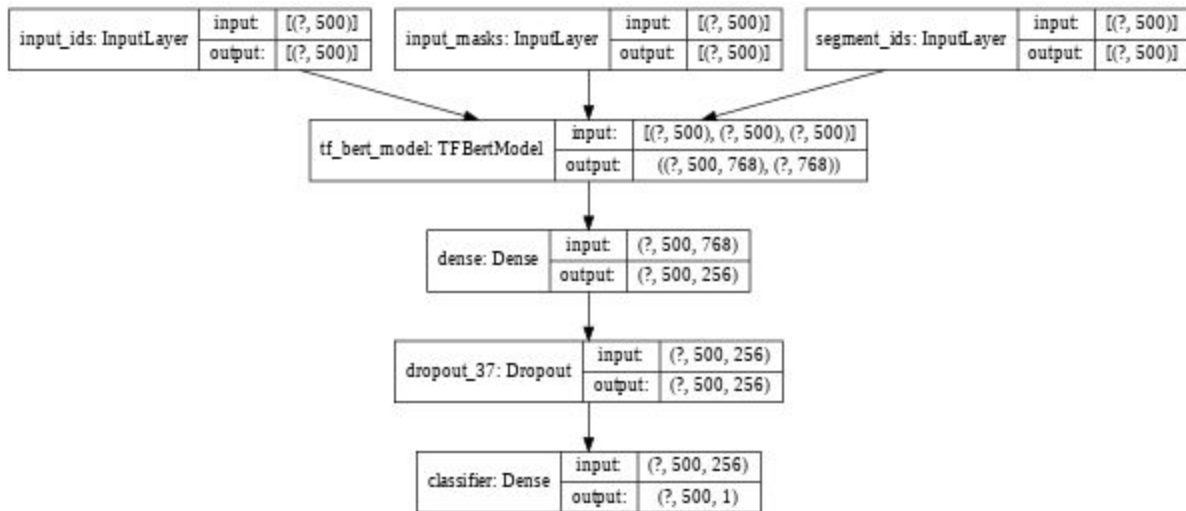 input_ids: InputLayer input: [(?, 500)] output: [(?, 500)]
input_masks: InputLayer input: [(?, 500)] output: [(?, 500)]
segment_ids: InputLayer input: [(?, 500)] output: [(?, 500)]
tf_bert_model: TFBertModel input: [(?, 500), (?, 500), (?, 500)] output: ((?, 500, 768), (?, 768))
dense: Dense input: (?, 500, 768) output: (?, 500, 256)
dropout_37: Dropout input: (?, 500, 256) output: (?, 500, 256)
classifier: Dense input: (?, 500, 256) output: (?, 500, 1)